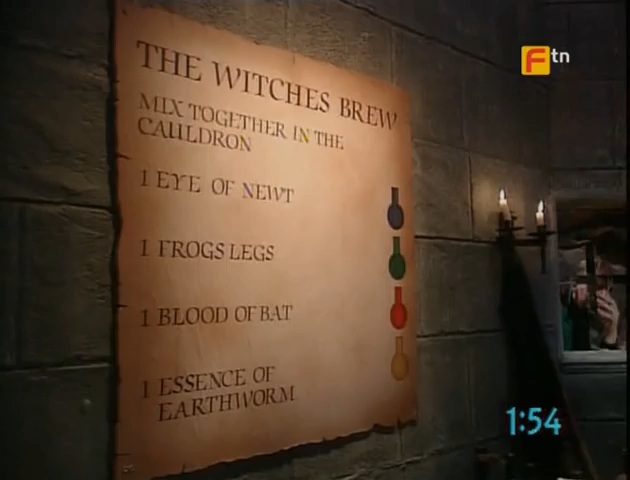 Ftn
THE WITCHES BREW
MIX TOGETHER IN THE
CAULDRON
1 EYE OF NEWT
1 FROGS LEGS
1 BLOOD OF BAT
1 ESSENCE OF
EARTHWORM
1:54